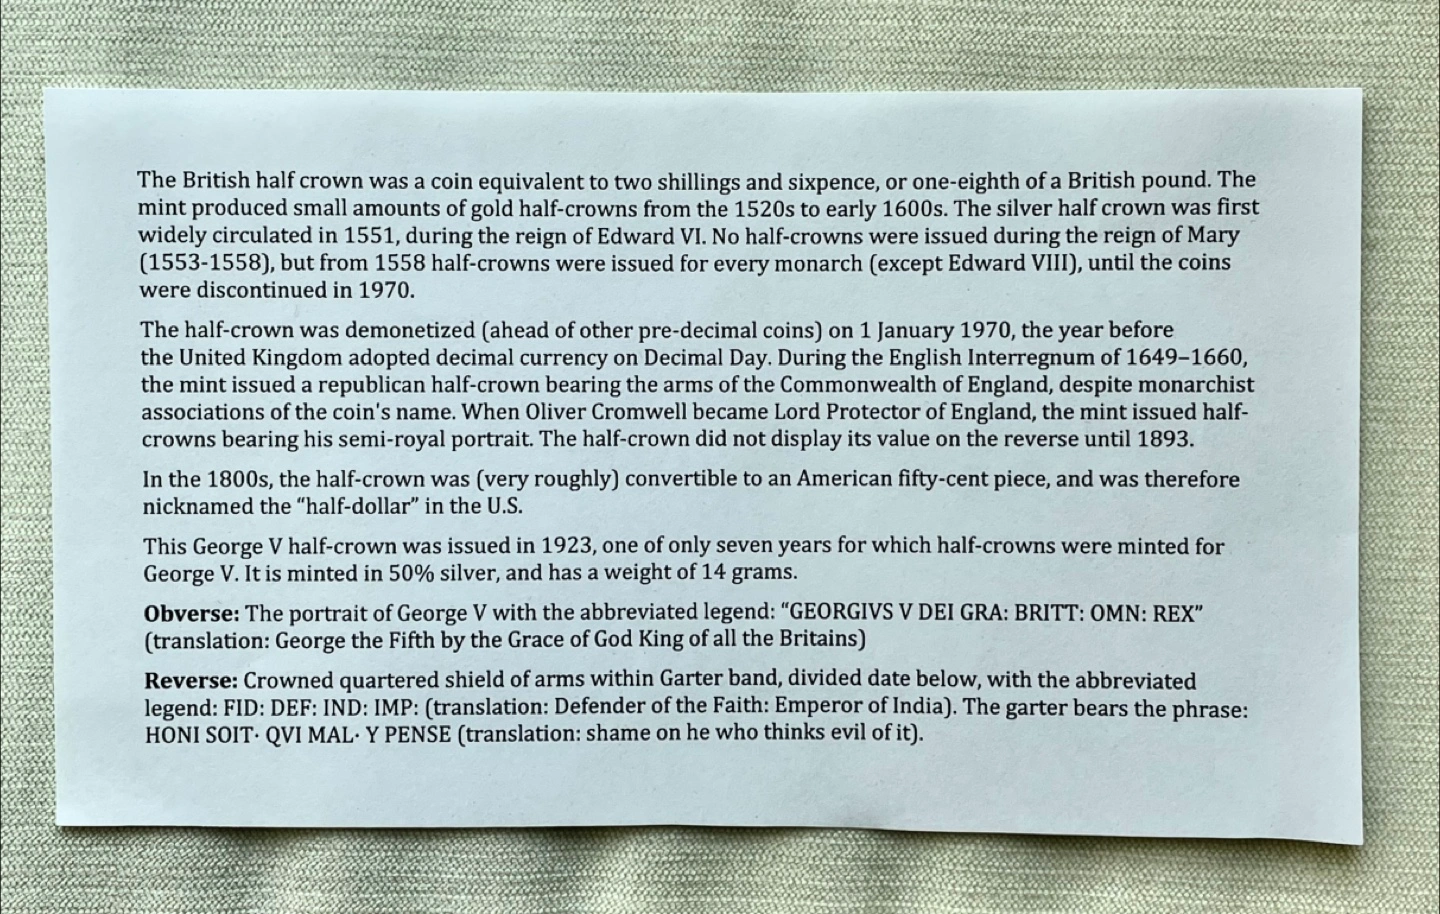 The British half crown was a coin equivalent to two shillings and sixpence, or one-eighth of a British pound. The
mint produced small amounts of gold half-crowns from the 1520s to early 1600s. The silver half crown was first
widely circulated in 1551, during the reign of Edward VI. No half-crowns were issued during the reign of Mary
(1553-1558), but from 1558 half-crowns were issued for every monarch (except Edward VIII), until the coins
were discontinued in 1970.
The half-crown was demonetized (ahead of other pre-decimal coins) on 1 January 1970, the year before
the United Kingdom adopted decimal currency on Decimal Day. During the English Interregnum of 1649–1660,
the mint issued a republican half-crown bearing the arms of the Commonwealth of England, despite monarchist
associations of the coin's name. When Oliver Cromwell became Lord Protector of England, the mint issued half-
crowns bearing his semi-royal portrait. The half-crown did not display its value on the reverse until 1893.
In the 1800s, the half-crown was (very roughly) convertible to an American fifty-cent piece, and was therefore
nicknamed the “half-dollar” in the U.S.
This George V half-crown was issued in 1923, one of only seven years for which half-crowns were minted for
George V. It is minted in 50% silver, and has a weight of 14 grams.
Obverse: The portrait of George V with the abbreviated legend: “GEORGIVS V DEI GRA: BRITT: OMN: REX”
(translation: George the Fifth by the Grace of God King of all the Britains)
Reverse: Crowned quartered shield of arms within Garter band, divided date below, with the abbreviated
legend: FID: DEF: IND: IMP: (translation: Defender of the Faith: Emperor of India). The garter bears the phrase:
HONI SOIT· QVI MAL· Y PENSE (translation: shame on he who thinks evil of it).